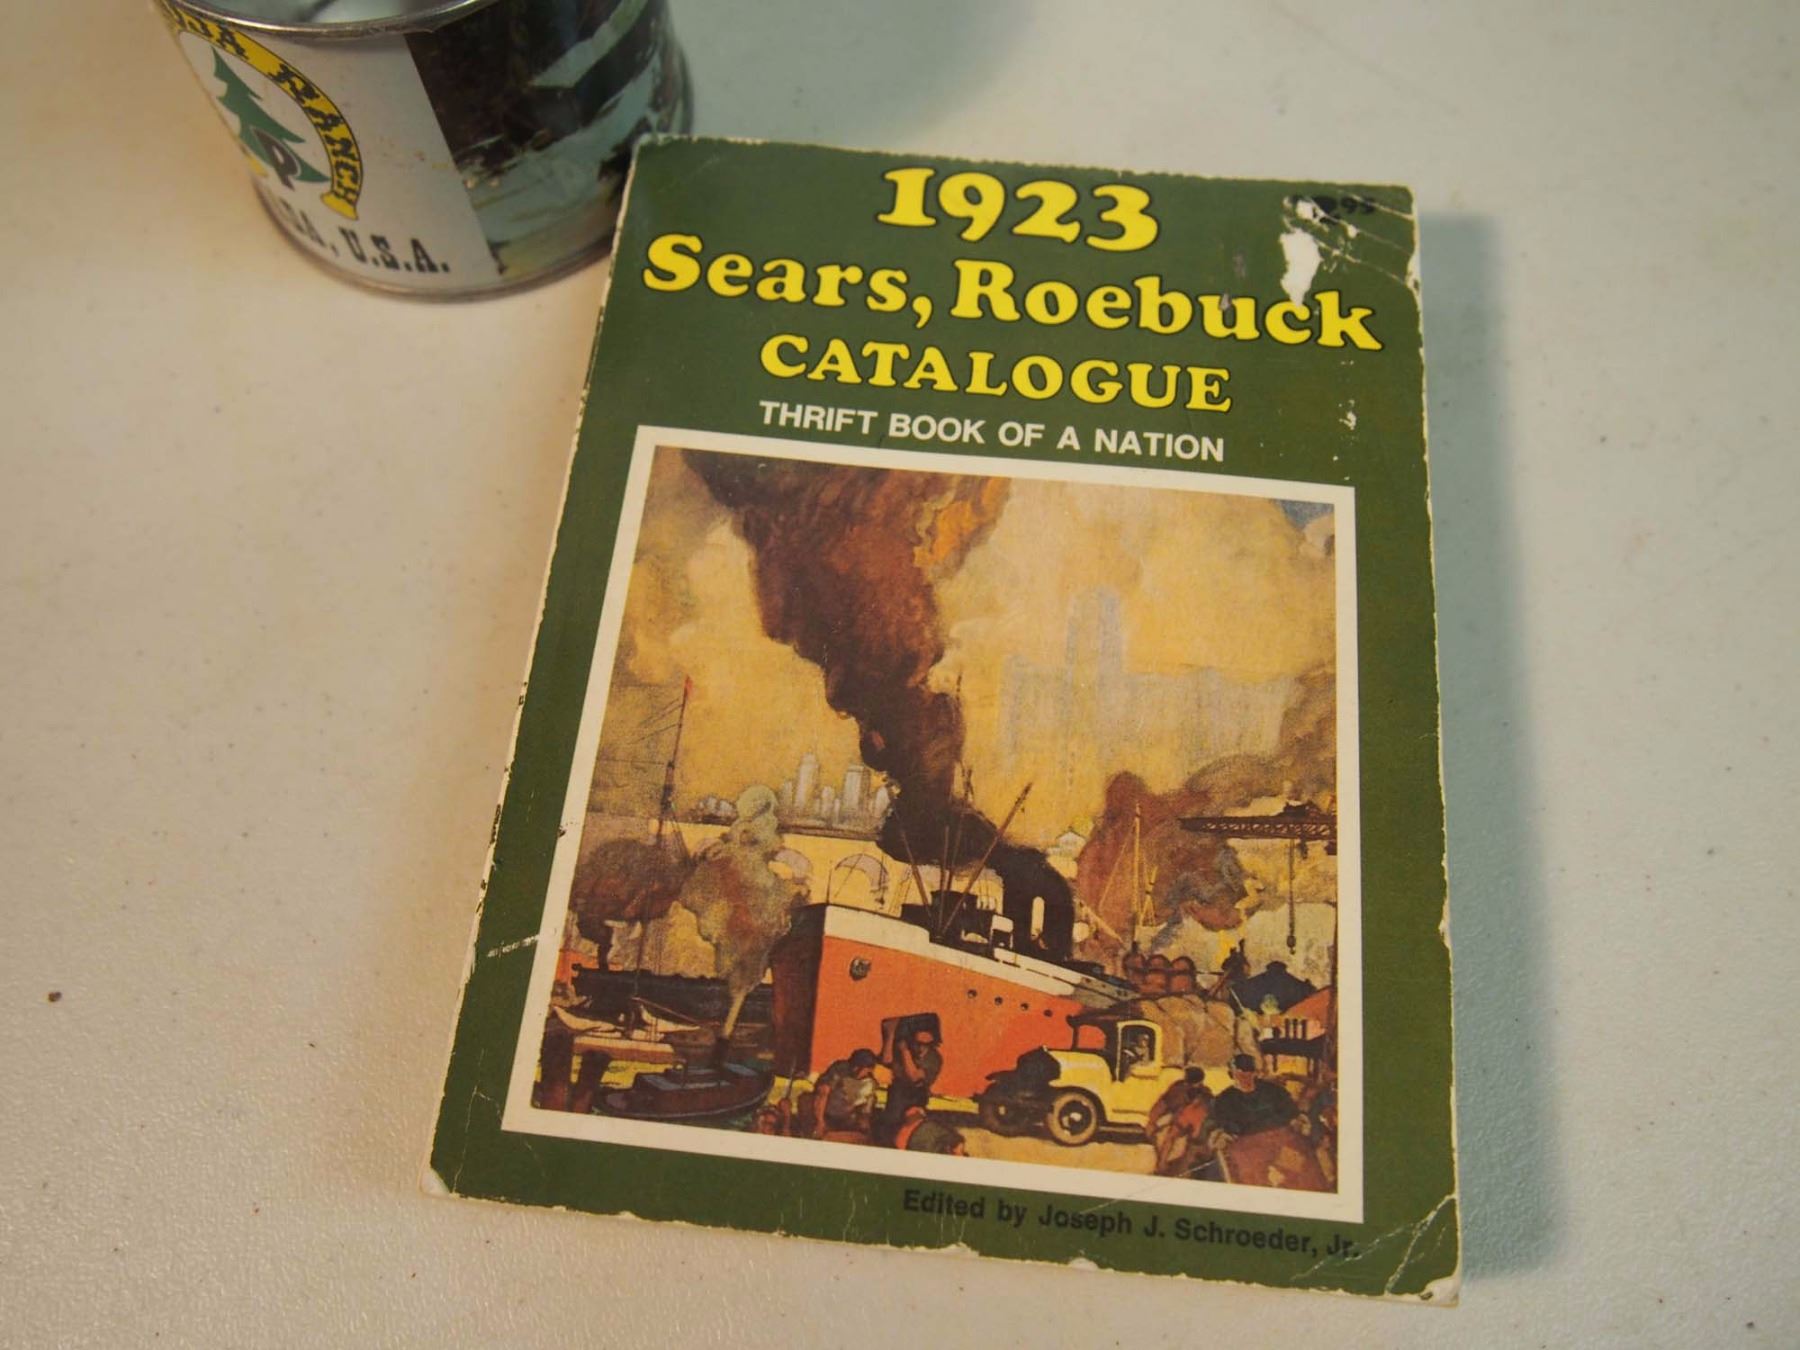 P
U.S.A.
1923
Sears, Roebuck
CATALOGUE
THRIFT BOOK OF A NATION
Edited by Joseph J. Schroeder, Jr.